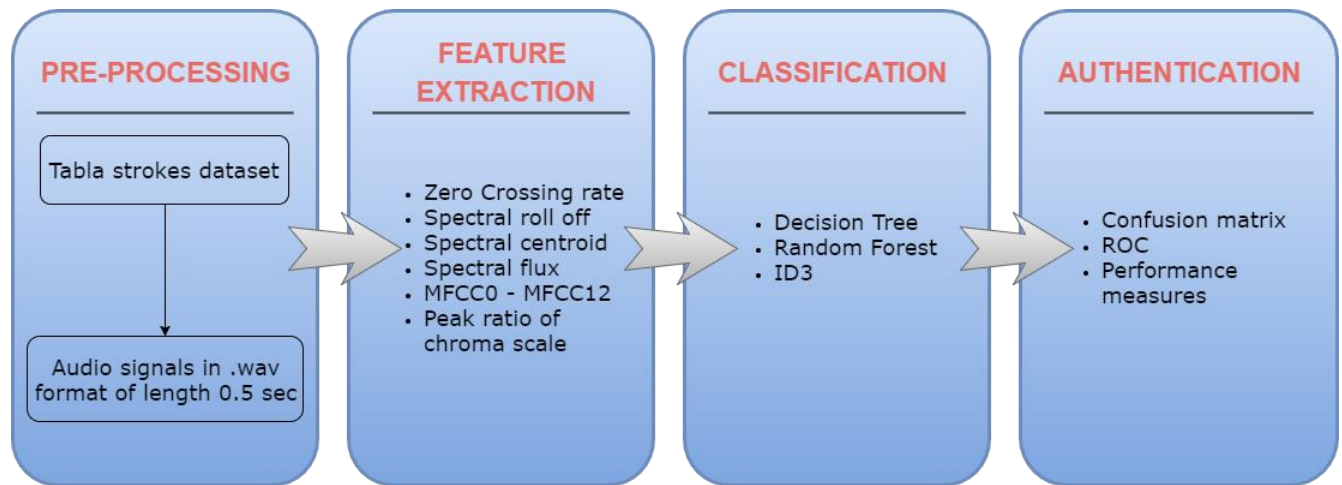 PRE-PROCESSING
Tabla strokes dataset
Audio signals in .wav
format of length 0.5 sec
FEATURE
EXTRACTION
• Zero Crossing rate
• Spectral roll off
• Spectral centroid
• Spectral flux
• MFCC0 - MFCC12
• Peak ratio of
chroma scale
CLASSIFICATION
• Decision Tree
• Random Forest
• ID3
AUTHENTICATION
• Confusion matrix
• ROC
• Performance
measures